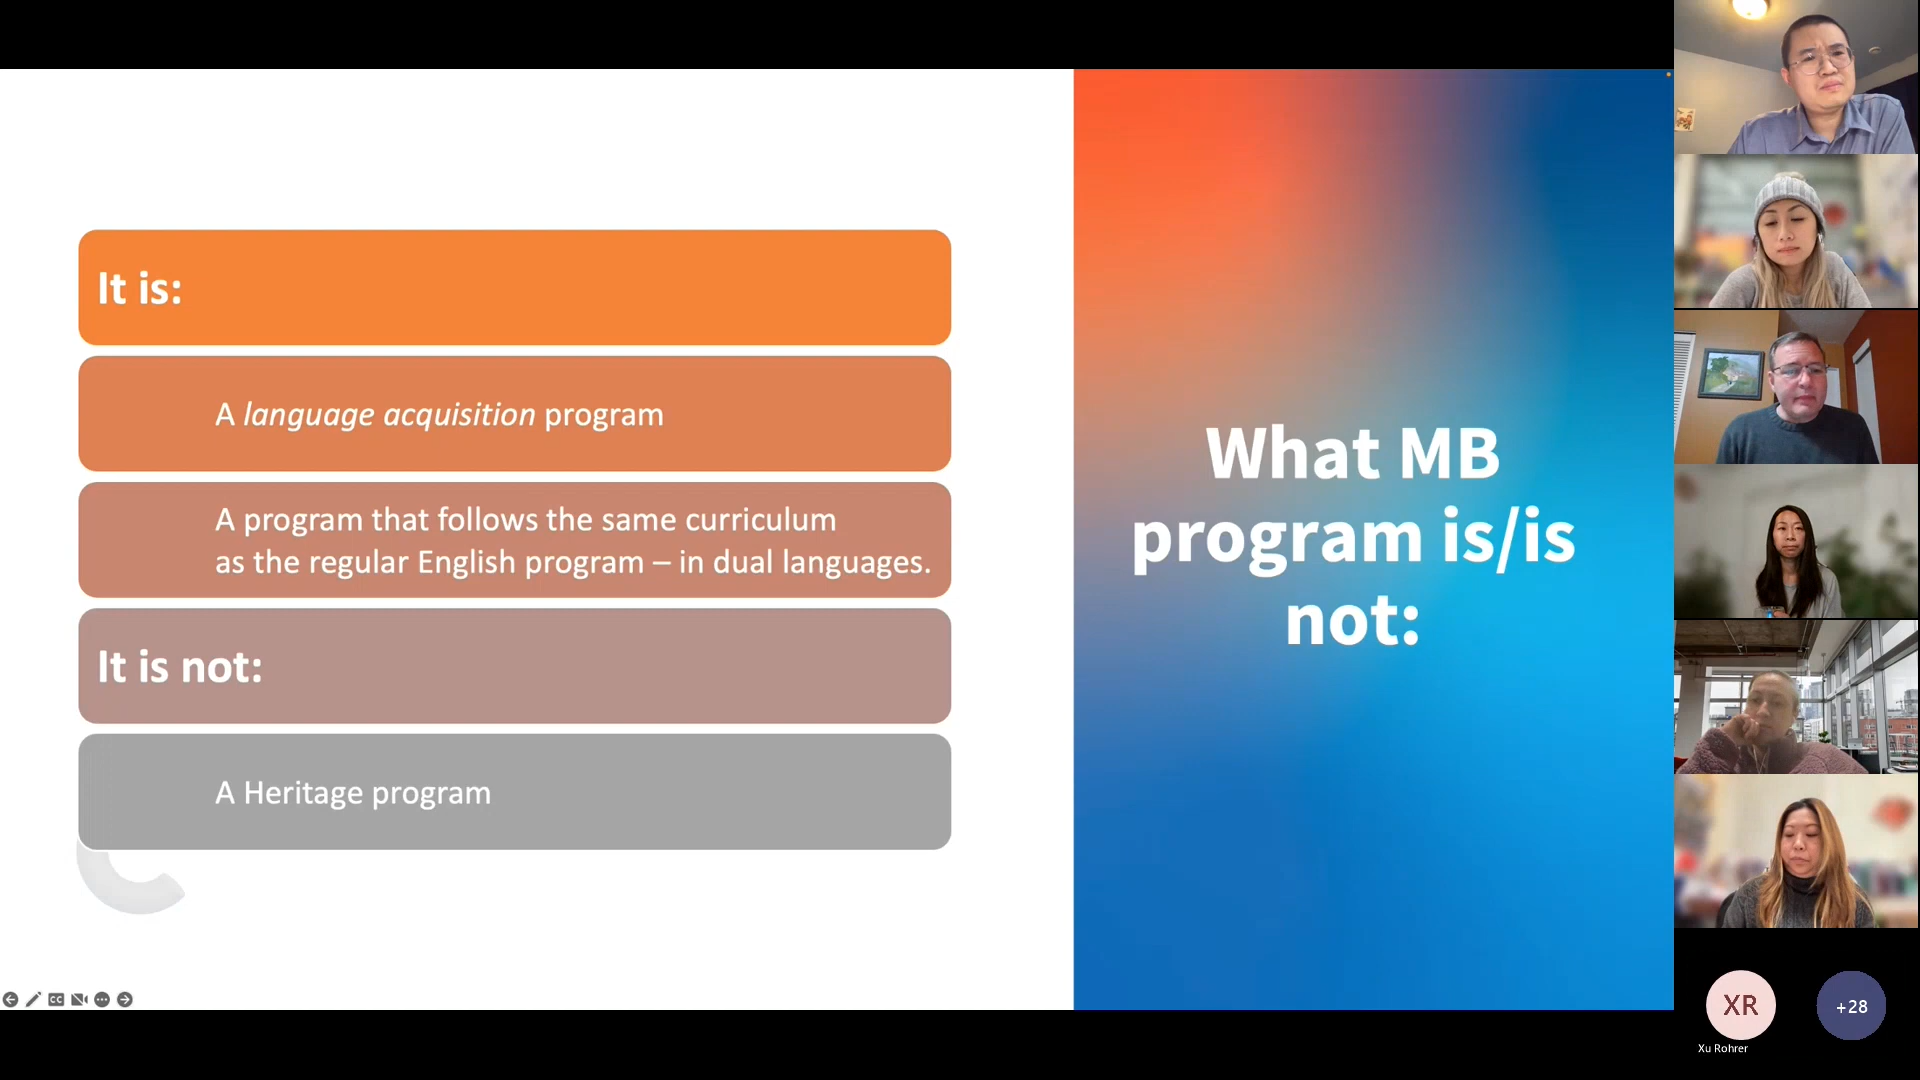 It is:
A language acquisition program
A program that follows the same curriculum
as the regular English program – in dual languages.
It is not:
A Heritage program
What MB
program is/is
not:
CC
XR
+28
Xu Rohrer